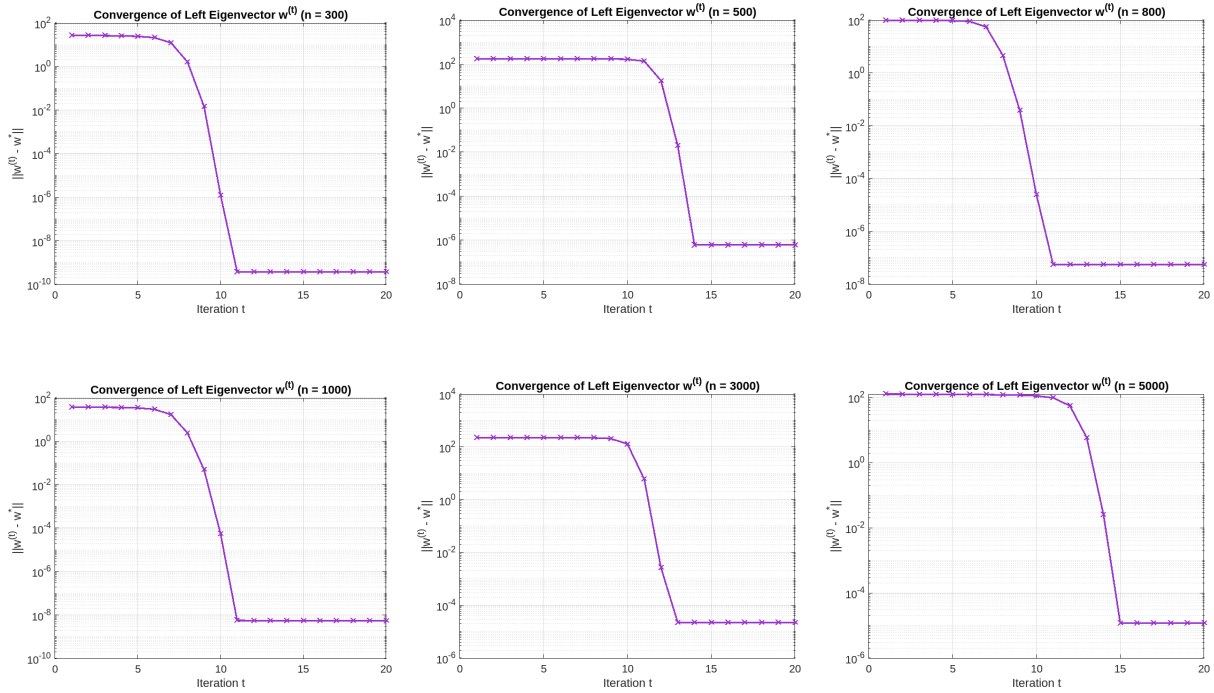 Convergence of Left Eigenvector w^(t) (n = 300)
10^2
10^0
10^-2
10^-4
10^-6
10^-8
10^-10
||w^(t) - w^*||
0 5 10 15 20
Iteration t
Convergence of Left Eigenvector w^(t) (n = 500)
10^4
10^2
10^0
10^-2
10^-4
10^-6
10^-8
||w^(t) - w^*||
0 5 10 15 20
Iteration t
Convergence of Left Eigenvector w^(t) (n = 800)
10^2
10^0
10^-2
10^-4
10^-6
10^-8
||w^(t) - w^*||
0 5 10 15 20
Iteration t
Convergence of Left Eigenvector w^(t) (n = 1000)
10^2
10^0
10^-2
10^-4
10^-6
10^-8
10^-10
||w^(t) - w^*||
0 5 10 15 20
Iteration t
Convergence of Left Eigenvector w^(t) (n = 3000)
10^4
10^2
10^0
10^-2
10^-4
10^-6
||w^(t) - w^*||
0 5 10 15 20
Iteration t
Convergence of Left Eigenvector w^(t) (n = 5000)
10^2
10^0
10^-2
10^-4
10^-6
||w^(t) - w^*||
0 5 10 15 20
Iteration t